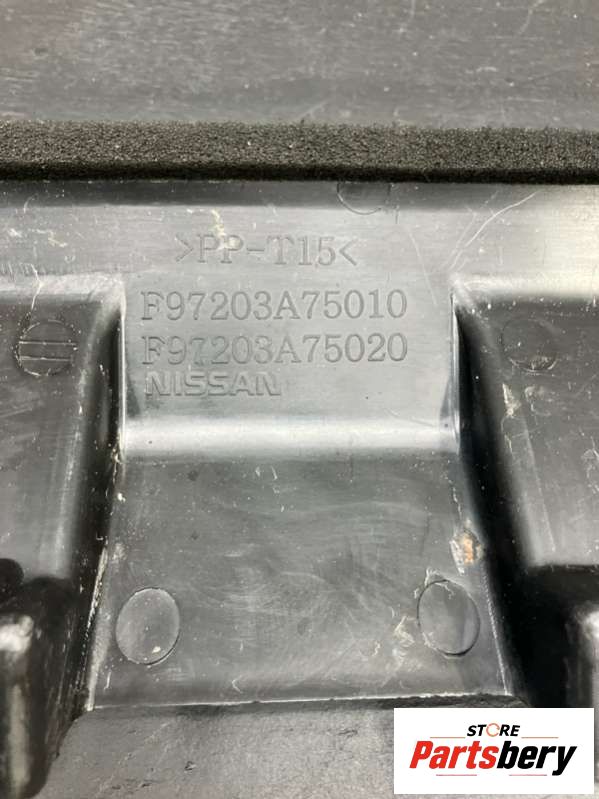 >PP-T15<
F97203A75010
F97203A75020
NISSAN
STORE
Partsbery